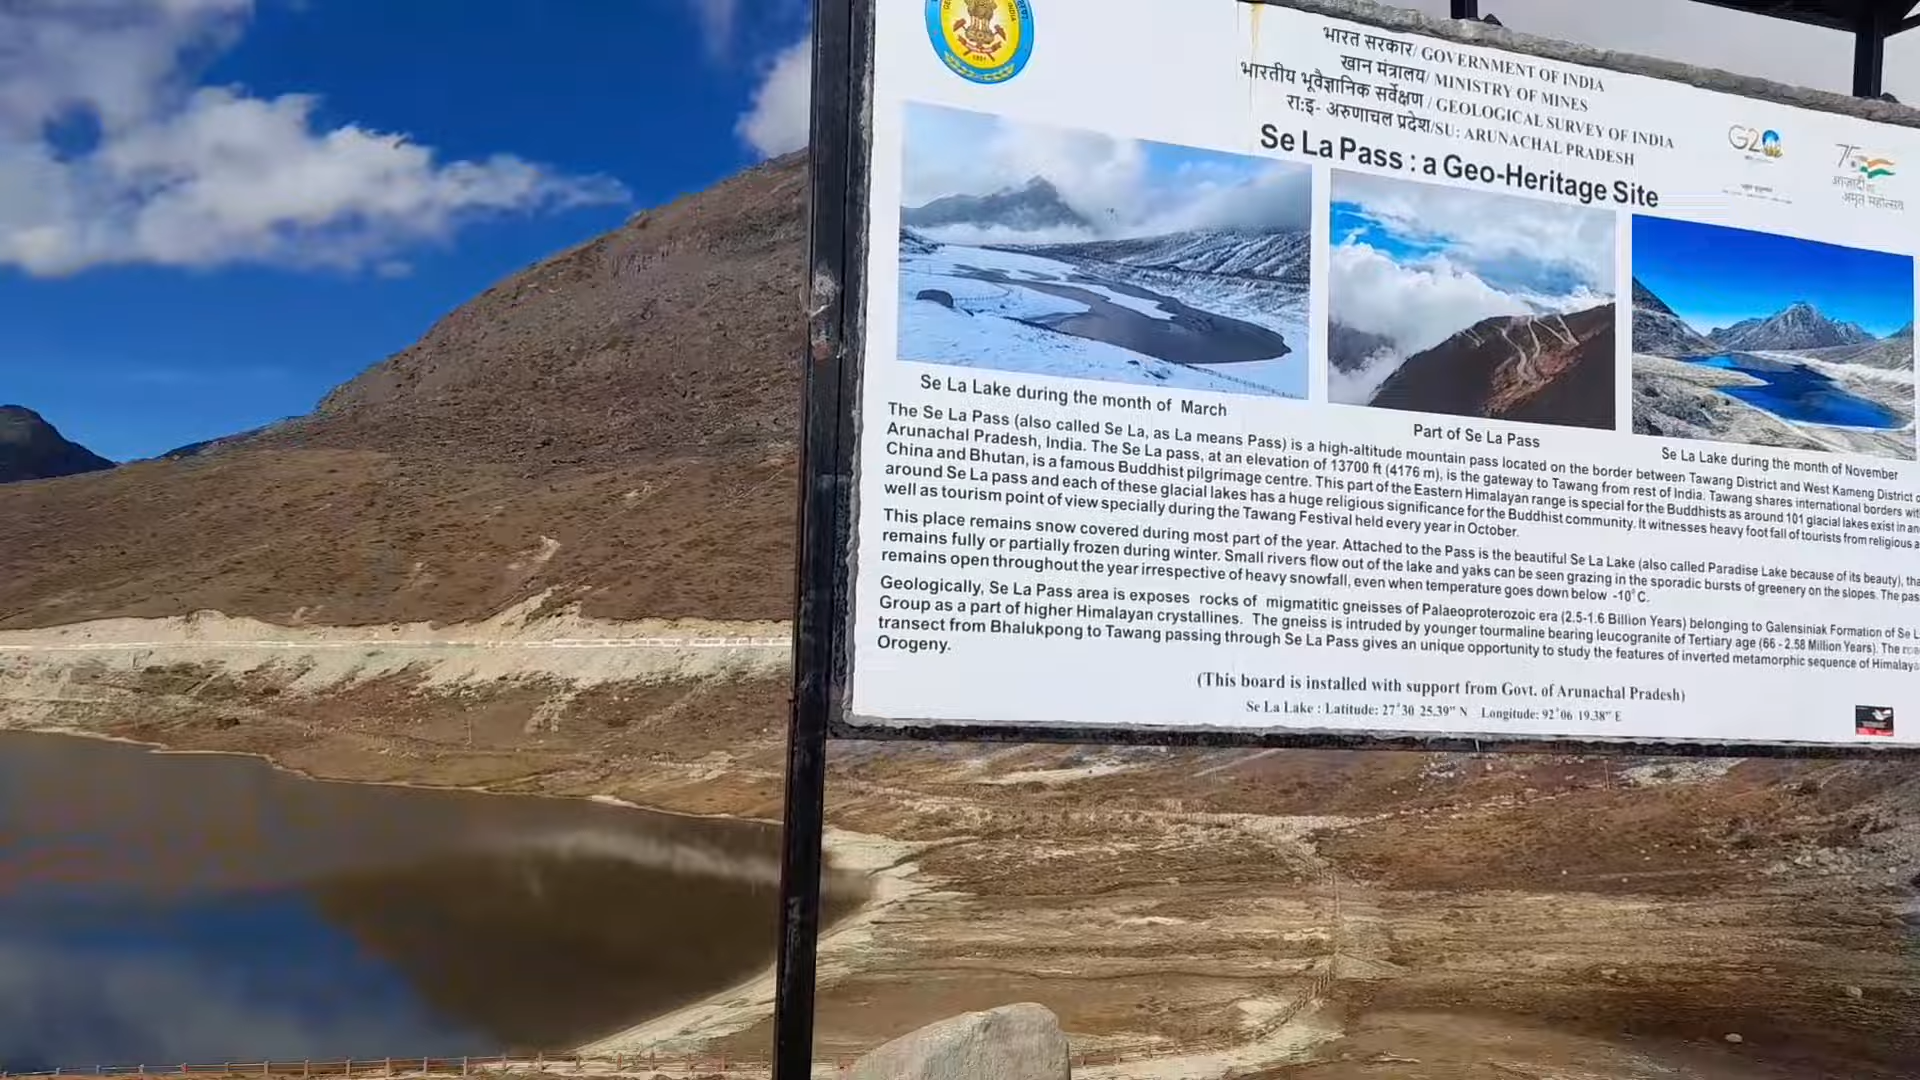 भारत सरकार/ GOVERNMENT OF INDIA
खान मंत्रालय/ MINISTRY OF MINES
भारतीय भूवैज्ञानिक सर्वेक्षण / GEOLOGICAL SURVEY OF INDIA
रा:इ- अरुणाचल प्रदेश/SU: ARUNACHAL PRADESH
Se La Pass : a Geo-Heritage Site
G20
75
आज़ादी का
अमृत महोत्सव
Se La Lake during the month of March
Part of Se La Pass
Se La Lake during the month of November
The Se La Pass (also called Se La, as La means Pass) is a high-altitude mountain pass located on the border between Tawang District and West Kameng District
Arunachal Pradesh, India. The Se La pass, at an elevation of 13700 ft (4176 m), is the gateway to Tawang from rest of India. Tawang shares international borders
China and Bhutan, is a famous Buddhist pilgrimage centre. This part of the Eastern Himalayan range is special for the Buddhists as around 101 glacial lakes exist in
around Se La pass and each of these glacial lakes has a huge religious significance for the Buddhist community. It witnesses heavy foot fall of tourists from religious
well as tourism point of view specially during the Tawang Festival held every year in October.
This place remains snow covered during most part of the year. Attached to the Pass is the beautiful Se La Lake (also called Paradise Lake because of its beauty),
remains fully or partially frozen during winter. Small rivers flow out of the lake and yaks can be seen grazing in the sporadic bursts of greenery on the slopes. The
remains open throughout the year irrespective of heavy snowfall, even when temperature goes down below -10°C.
Geologically, Se La Pass area is exposes rocks of migmatitic gneisses of Palaeoproterozoic era (2.5-1.6 Billion Years) belonging to Galensiniak Formation of Se
Group as a part of higher Himalayan crystallines. The gneiss is intruded by younger tourmaline bearing leucogranite of Tertiary age (66 - 2.58 Million Years). The
transect from Bhalukpong to Tawang passing through Se La Pass gives an unique opportunity to study the features of inverted metamorphic sequence of
Orogeny.
(This board is installed with support from Govt. of Arunachal Pradesh)
Se La Lake : Latitude: 27°30 25.39" N Longitude: 92°06 19.38" E